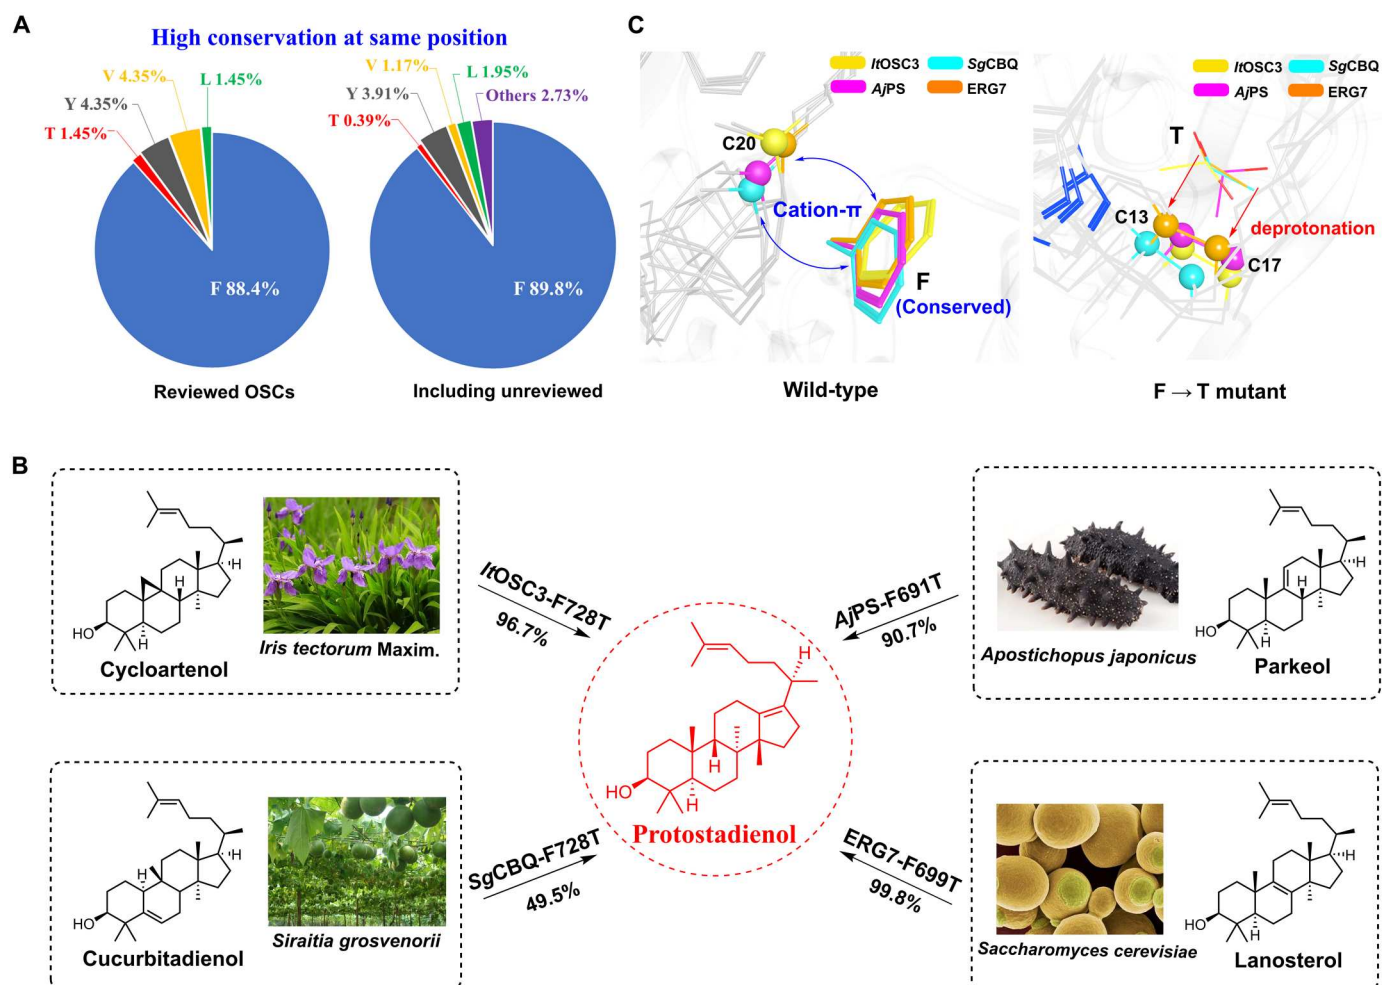 A
High conservation at same position
V 4.35%
L 1.45%
Y 4.35%
T 1.45%
F 88.4%
Reviewed OSCs
V 1.17%
L 1.95%
Y 3.91%
Others 2.73%
T 0.39%
F 89.8%
Including unreviewed
C
ItOSC3
SgCBQ
AjPS
ERG7
C20
Cation-π
F
(Conserved)
Wild-type
ItOSC3
SgCBQ
AjPS
ERG7
T
C13
deprotonation
C17
F → T mutant
B
HO
H
H
H
Cycloartenol
Iris tectorum Maxim.
ItOSC3-F728T
96.7%
AjPS-F691T
90.7%
Apostichopus japonicus
HO
H
H
H
Parkeol
H
H
H
HO
Protostadienol
HO
H
H
Cucurbitadienol
Siraitia grosvenorii
SgCBQ-F728T
49.5%
ERG7-F699T
99.8%
Saccharomyces cerevisiae
HO
H
H
Lanosterol